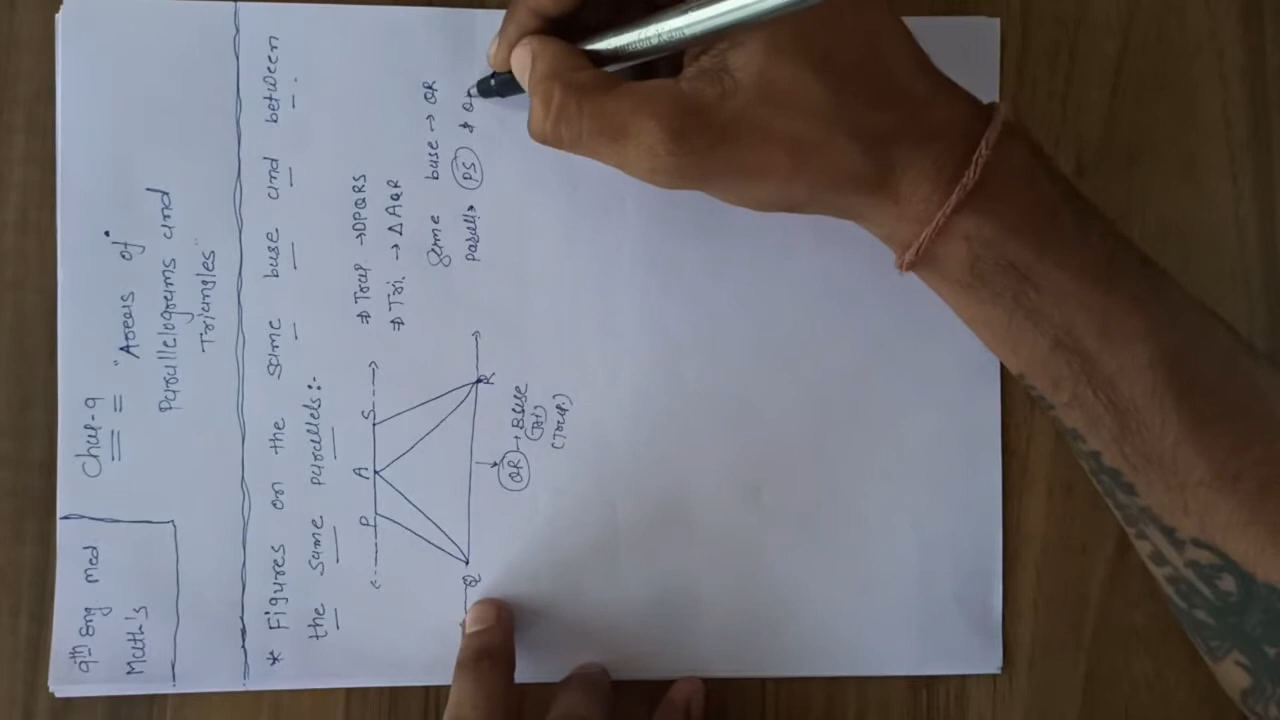 9th Eng Med
Math's
Chap-9
"Areas of
Parallelograms and
Triangles"
* Figures on the same base and between
the same parallels:-
P A S
Q R
QR → Base
(Tri)
(Trap.)
⇒ Trap. → □PQRS
⇒ Tri. → △AQR
Same base → QR
Parall → PS &